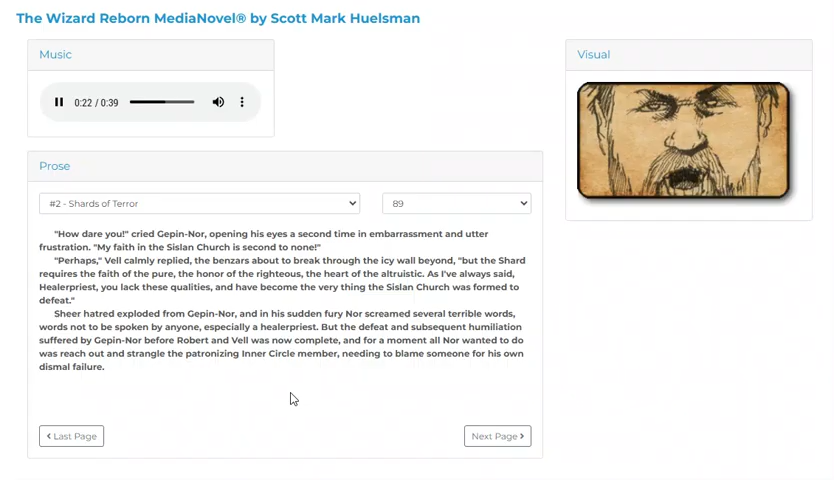 The Wizard Reborn MediaNovel® by Scott Mark Huelsman
Music
0:22 / 0:39
Visual
Prose
#2 - Shards of Terror
89
"How dare you!" cried Gepin-Nor, opening his eyes a second time in embarrassment and utter
frustration. "My faith in the Sislan Church is second to none!"
"Perhaps," Vell calmly replied, the benzars about to break through the icy wall beyond, "but the Shard
requires the faith of the pure, the honor of the righteous, the heart of the altruistic. As I've always said,
Healerpriest, you lack these qualities, and have become the very thing the Sislan Church was formed to
defeat."
Sheer hatred exploded from Gepin-Nor, and in his sudden fury Nor screamed several terrible words,
words not to be spoken by anyone, especially a healerpriest. But the defeat and subsequent humiliation
suffered by Gepin-Nor before Robert and Vell was now complete, and for a moment all Nor wanted to do
was reach out and strangle the patronizing Inner Circle member, needing to blame someone for his own
dismal failure.
Last Page
Next Page